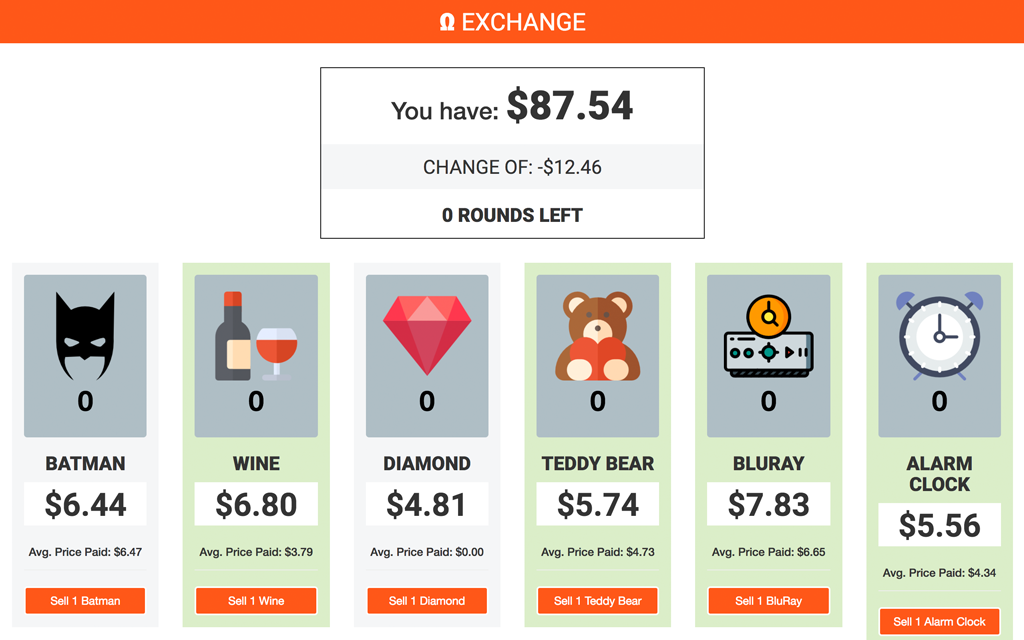 EXCHANGE
You have: $87.54
CHANGE OF: -$12.46
0 ROUNDS LEFT
0
BATMAN
$6.44
Avg. Price Paid: $6.47
Sell 1 Batman
0
WINE
$6.80
Avg. Price Paid: $3.79
Sell 1 Wine
0
DIAMOND
$4.81
Avg. Price Paid: $0.00
Sell 1 Diamond
0
TEDDY BEAR
$5.74
Avg. Price Paid: $4.73
Sell 1 Teddy Bear
0
BLURAY
$7.83
Avg. Price Paid: $6.65
Sell 1 BluRay
0
ALARM
CLOCK
$5.56
Avg. Price Paid: $4.34
Sell 1 Alarm Clock